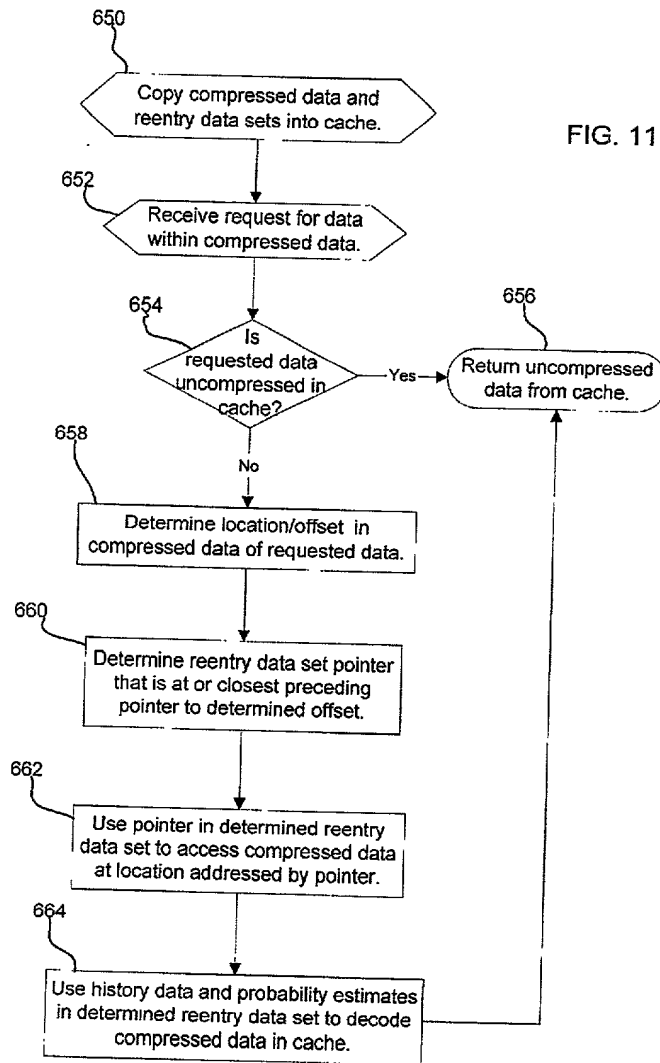 650
Copy compressed data and
reentry data sets into cache.
FIG. 11
652
Receive request for data
within compressed data.
654
Is
requested data
uncompressed in
cache?
Yes
656
Return uncompressed
data from cache.
No
658
Determine location/offset in
compressed data of requested data.
660
Determine reentry data set pointer
that is at or closest preceding
pointer to determined offset.
662
Use pointer in determined reentry
data set to access compressed data
at location addressed by pointer.
664
Use history data and probability estimates
in determined reentry data set to decode
compressed data in cache.